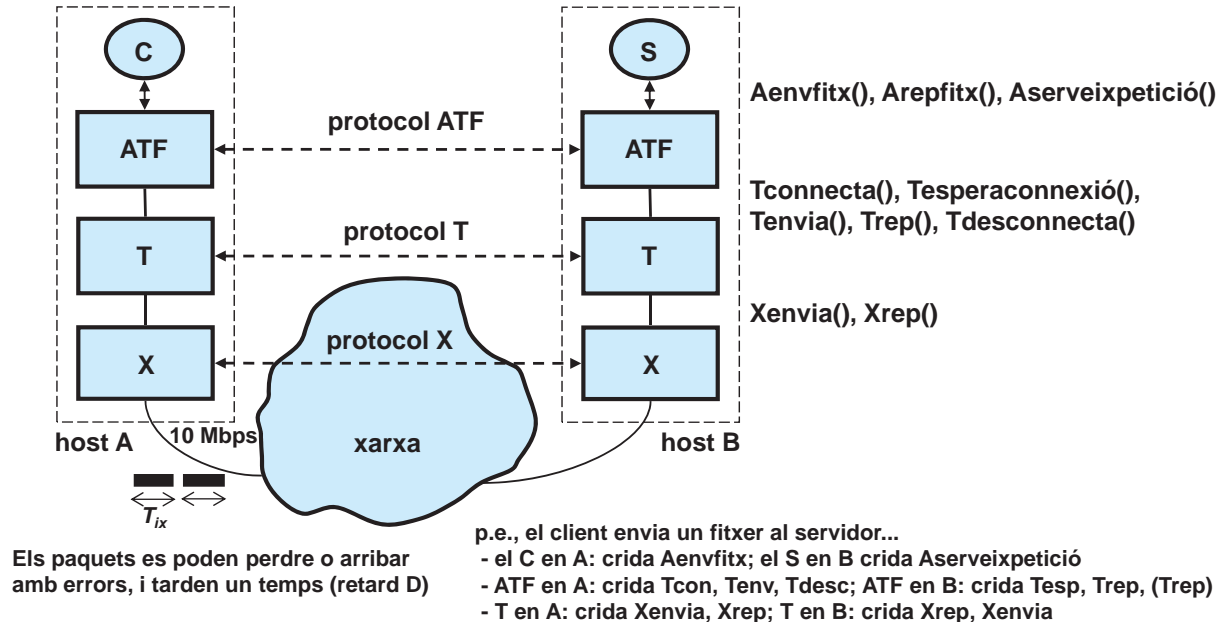 C
S
Aenvfitx(), Arepfitx(), Aserveixpetició()
protocol ATF
ATF
ATF
Tconnecta(), Tesperaconnexió(),
Tenvia(), Trep(), Tdesconnecta()
protocol T
T
T
Xenvia(), Xrep()
protocol X
X
X
host A
10 Mbps
xarxa
host B
Tix
Els paquets es poden perdre o arribar
amb errors, i tarden un temps (retard D)
p.e., el client envia un fitxer al servidor...
- el C en A: crida Aenvfitx; el S en B crida Aserveixpetició
- ATF en A: crida Tcon, Tenv, Tdesc; ATF en B: crida Tesp, Trep, (Trep)
- T en A: crida Xenvia, Xrep; T en B: crida Xrep, Xenvia